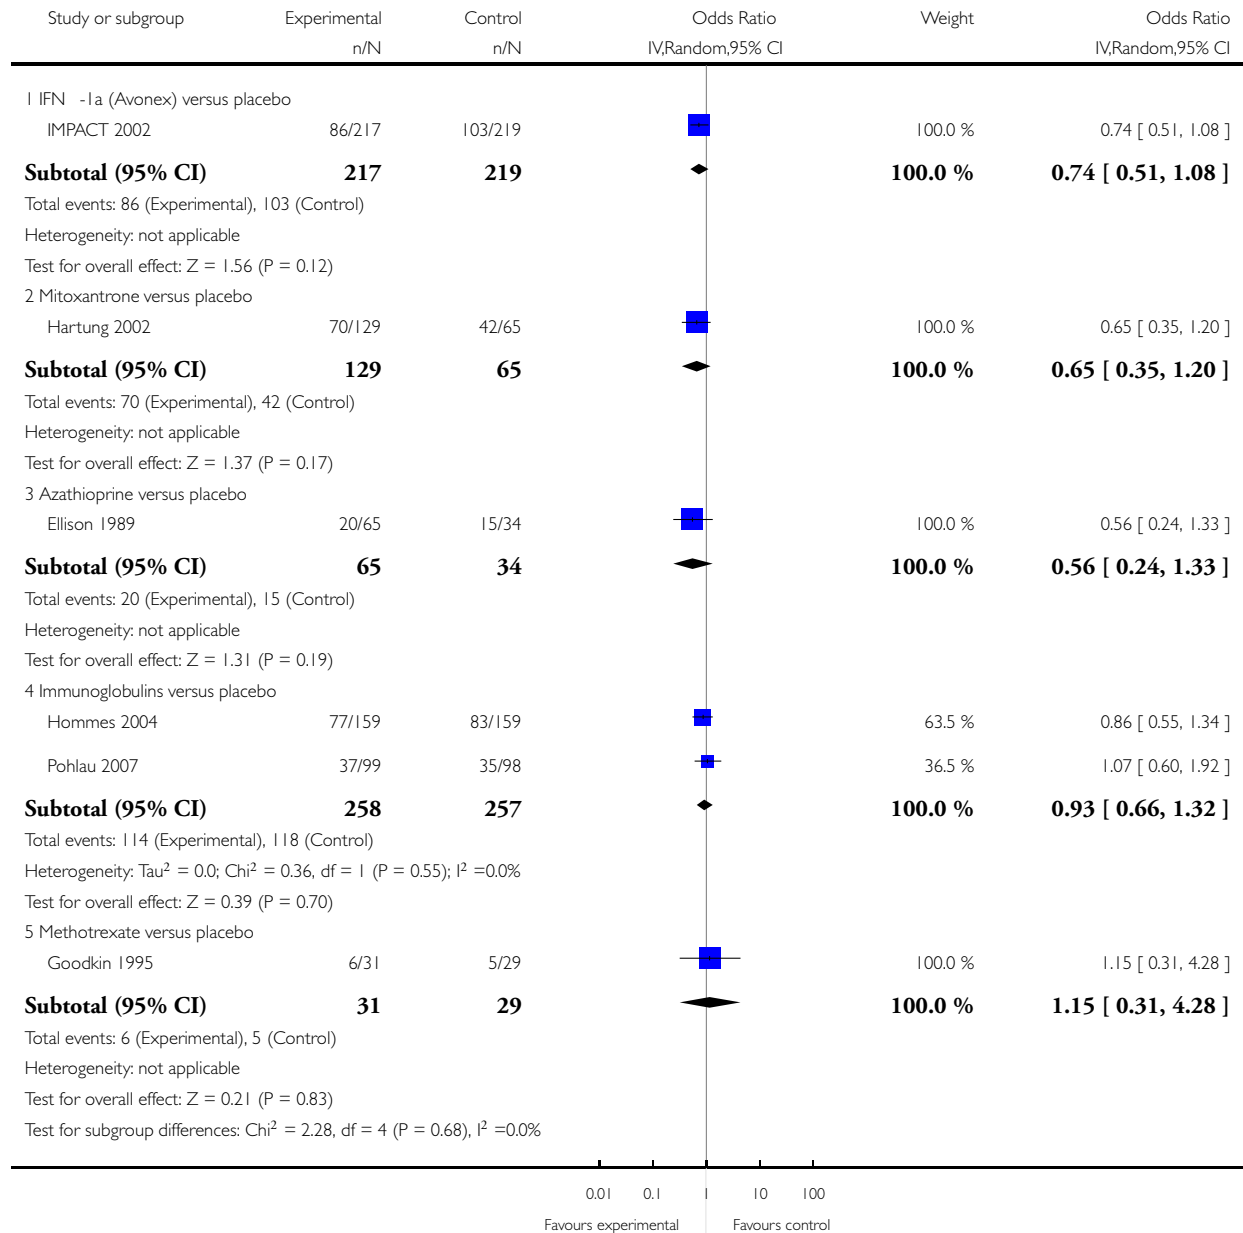 Study or subgroup Experimental Control Odds Ratio Weight Odds Ratio
n/N n/N IV,Random,95% CI IV,Random,95% CI
1 IFN -1a (Avonex) versus placebo
IMPACT 2002 86/217 103/219 100.0 % 0.74 [ 0.51, 1.08 ]
Subtotal (95% CI) 217 219 100.0 % 0.74 [ 0.51, 1.08 ]
Total events: 86 (Experimental), 103 (Control)
Heterogeneity: not applicable
Test for overall effect: Z = 1.56 (P = 0.12)
2 Mitoxantrone versus placebo
Hartung 2002 70/129 42/65 100.0 % 0.65 [ 0.35, 1.20 ]
Subtotal (95% CI) 129 65 100.0 % 0.65 [ 0.35, 1.20 ]
Total events: 70 (Experimental), 42 (Control)
Heterogeneity: not applicable
Test for overall effect: Z = 1.37 (P = 0.17)
3 Azathioprine versus placebo
Ellison 1989 20/65 15/34 100.0 % 0.56 [ 0.24, 1.33 ]
Subtotal (95% CI) 65 34 100.0 % 0.56 [ 0.24, 1.33 ]
Total events: 20 (Experimental), 15 (Control)
Heterogeneity: not applicable
Test for overall effect: Z = 1.31 (P = 0.19)
4 Immunoglobulins versus placebo
Hommes 2004 77/159 83/159 63.5 % 0.86 [ 0.55, 1.34 ]
Pohlau 2007 37/99 35/98 36.5 % 1.07 [ 0.60, 1.92 ]
Subtotal (95% CI) 258 257 100.0 % 0.93 [ 0.66, 1.32 ]
Total events: 114 (Experimental), 118 (Control)
Heterogeneity: Tau² = 0.0; Chi² = 0.36, df = 1 (P = 0.55); I² =0.0%
Test for overall effect: Z = 0.39 (P = 0.70)
5 Methotrexate versus placebo
Goodkin 1995 6/31 5/29 100.0 % 1.15 [ 0.31, 4.28 ]
Subtotal (95% CI) 31 29 100.0 % 1.15 [ 0.31, 4.28 ]
Total events: 6 (Experimental), 5 (Control)
Heterogeneity: not applicable
Test for overall effect: Z = 0.21 (P = 0.83)
Test for subgroup differences: Chi² = 2.28, df = 4 (P = 0.68), I² =0.0%
0.01 0.1 1 10 100
Favours experimental Favours control